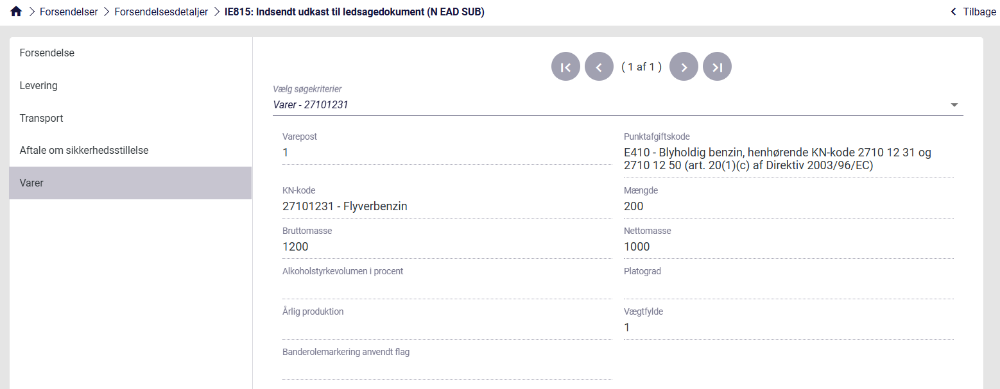 Forsendelser Forsendelsesdetaljer IE815: Indsendt udkast til ledsagedokument (N EAD SUB) Tilbage
Forsendelse
Levering
Transport
Aftale om sikkerhedsstillelse
Varer
( 1 af 1 )
Vælg søgekriterier
Varer - 27101231
Varepost
1
Punktafgiftskode
E410 - Blyholdig benzin, henhørende KN-kode 2710 12 31 og
2710 12 50 (art. 20(1)(c) af Direktiv 2003/96/EC)
KN-kode
27101231 - Flyverbenzin
Mængde
200
Bruttomasse
1200
Nettomasse
1000
Alkoholstyrkevolumen i procent
Platograd
Årlig produktion
Vægtfylde
1
Banderolemarkering anvendt flag